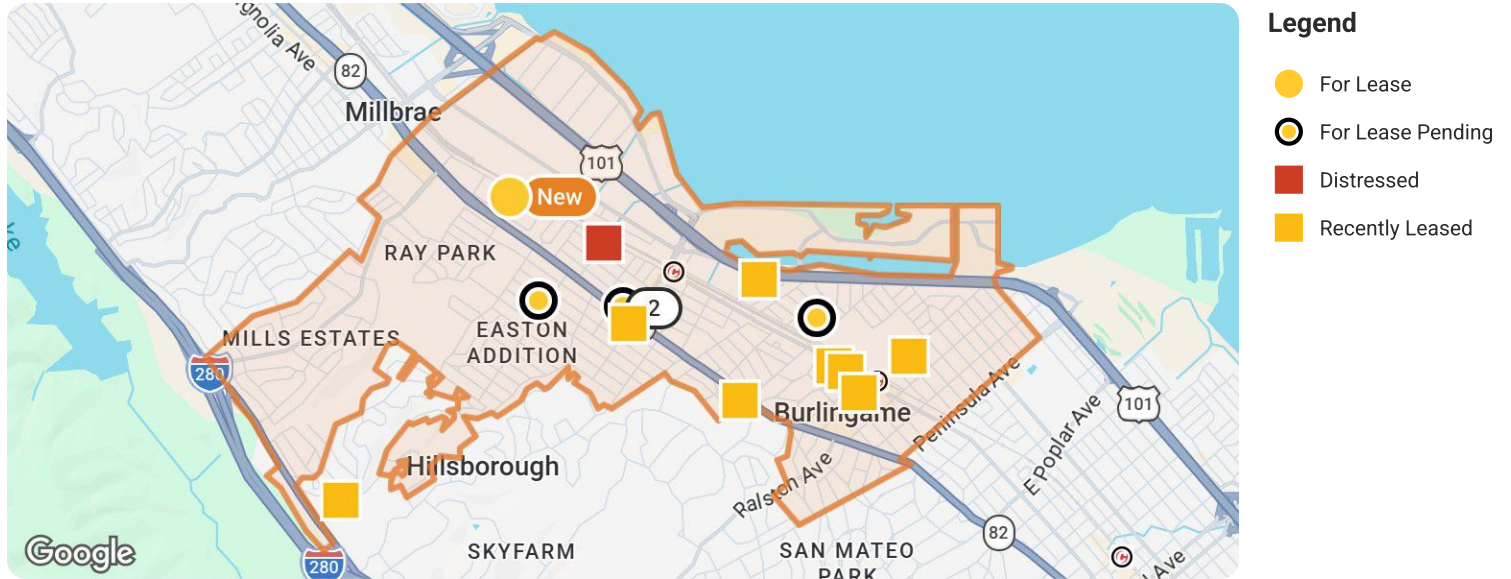 Legend
For Lease
For Lease Pending
Distressed
Recently Leased
Magnolia Ave
82
Millbrae
101
New
RAY PARK
2
MILLS ESTATES
EASTON
ADDITION
280
Burlingame
Peninsula Ave
101
E Poplar Ave
Hillsborough
Ralston Ave
82
SKYFARM
SAN MATEO
PARK
Ave
Google
280